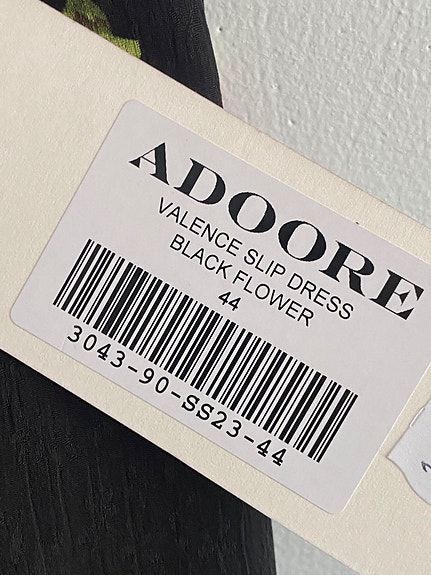 ADOORE
VALENCE SLIP DRESS
BLACK FLOWER
44
3043-90-SS23-44